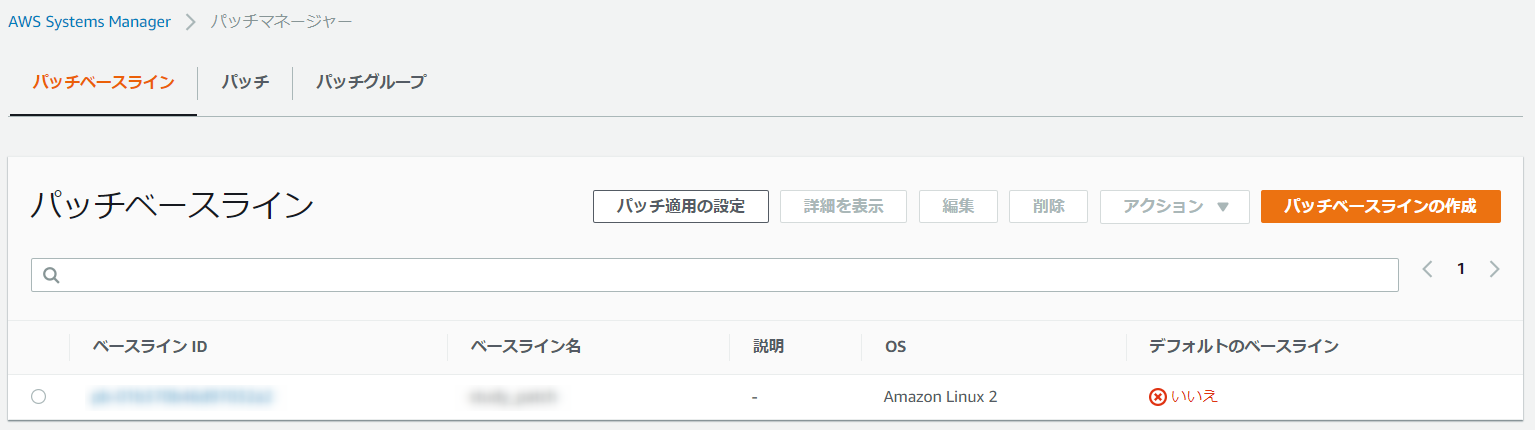 AWS Systems Manager > パッチマネージャー
パッチベースライン パッチ パッチグループ
パッチベースライン パッチ適用の設定 詳細を表示 編集 削除 アクション ▼ パッチベースラインの作成
1
ベースライン ID ベースライン名 説明 OS デフォルトのベースライン
- Amazon Linux 2 いいえ